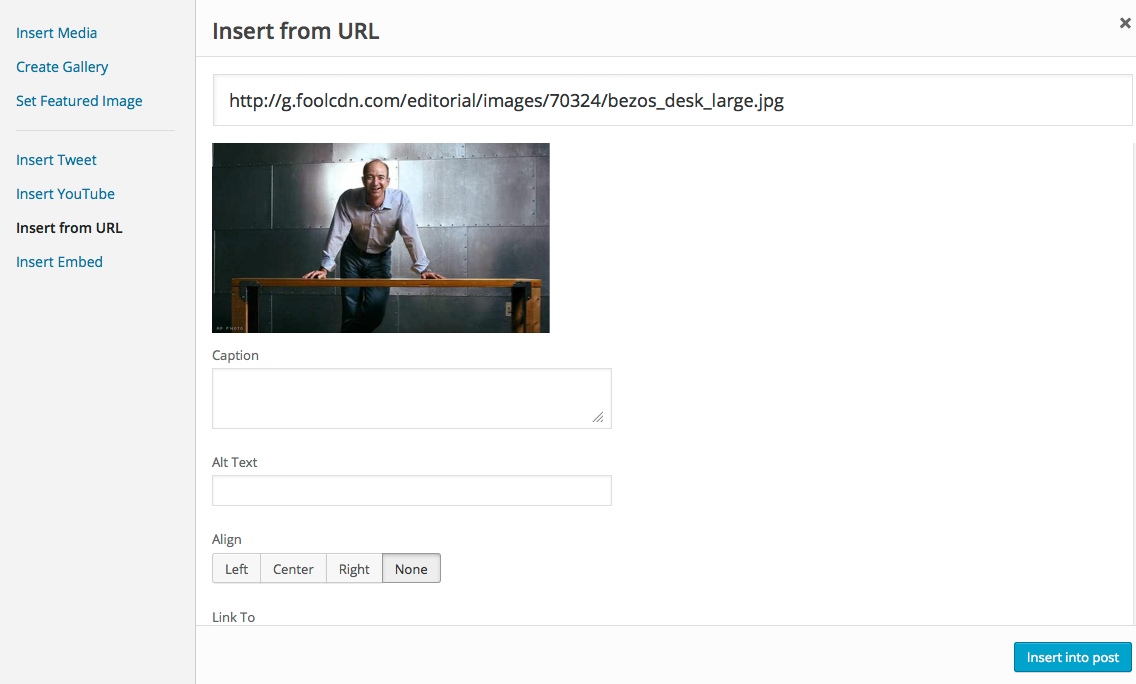 Insert Media
Create Gallery
Set Featured Image
Insert Tweet
Insert YouTube
Insert from URL
Insert Embed
Insert from URL
http://g.foolcdn.com/editorial/images/70324/bezos_desk_large.jpg
AP PHOTO
Caption
Alt Text
Align
Left Center Right None
Link To
Insert into post